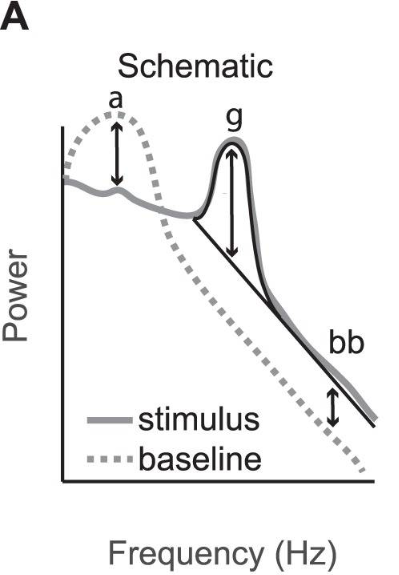 A
Schematic
a
g
bb
Power
stimulus
baseline
Frequency (Hz)